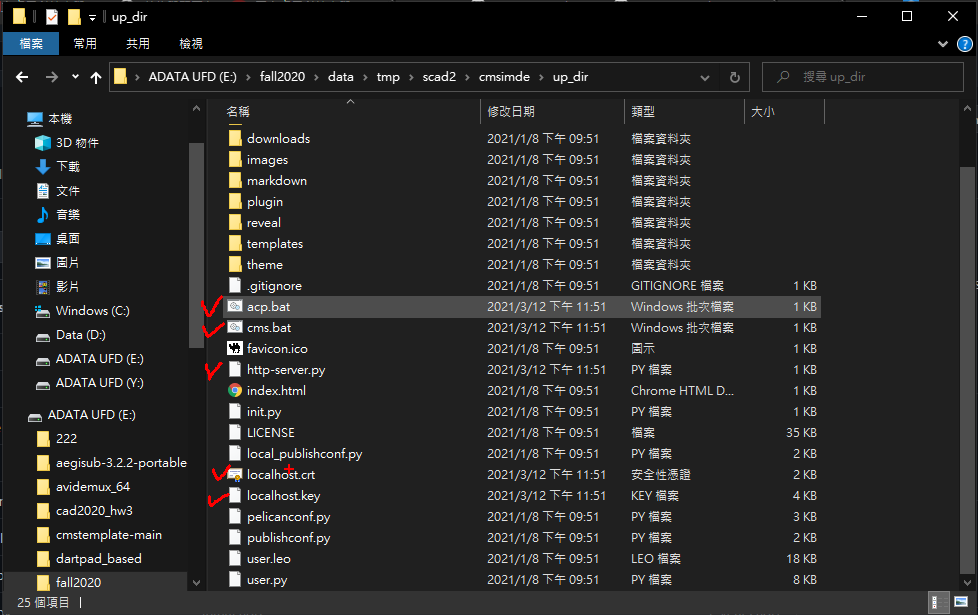 up_dir
檔案 常用 共用 檢視
ADATA UFD (E:) › fall2020 › data › tmp › scad2 › cmsimde › up_dir
搜尋 up_dir
本機
3D 物件
下載
文件
音樂
桌面
圖片
影片
Windows (C:)
Data (D:)
ADATA UFD (E:)
ADATA UFD (Y:)
ADATA UFD (E:)
222
aegisub-3.2.2-portable
avidemux_64
cad2020_hw3
cmstemplate-main
dartpad_based
fall2020
名稱 修改日期 類型 大小
downloads 2021/1/8 下午 09:51 檔案資料夾
images 2021/1/8 下午 09:51 檔案資料夾
markdown 2021/1/8 下午 09:51 檔案資料夾
plugin 2021/1/8 下午 09:51 檔案資料夾
reveal 2021/1/8 下午 09:51 檔案資料夾
templates 2021/1/8 下午 09:51 檔案資料夾
theme 2021/1/8 下午 09:51 檔案資料夾
.gitignore 2021/1/8 下午 09:51 GITIGNORE 檔案 1 KB
acp.bat 2021/3/12 下午 11:51 Windows 批次檔案 1 KB
cms.bat 2021/3/12 下午 11:51 Windows 批次檔案 1 KB
favicon.ico 2021/1/8 下午 09:51 圖示 1 KB
http-server.py 2021/3/12 下午 11:51 PY 檔案 1 KB
index.html 2021/1/8 下午 09:51 Chrome HTML D... 1 KB
init.py 2021/1/8 下午 09:51 PY 檔案 1 KB
LICENSE 2021/1/8 下午 09:51 檔案 35 KB
local_publishconf.py 2021/1/8 下午 09:51 PY 檔案 2 KB
localhost.crt 2021/3/12 下午 11:51 安全性憑證 2 KB
localhost.key 2021/3/12 下午 11:51 KEY 檔案 4 KB
pelicanconf.py 2021/1/8 下午 09:51 PY 檔案 3 KB
publishconf.py 2021/1/8 下午 09:51 PY 檔案 2 KB
user.leo 2021/1/8 下午 09:51 LEO 檔案 18 KB
user.py 2021/1/8 下午 09:51 PY 檔案 8 KB
25 個項目